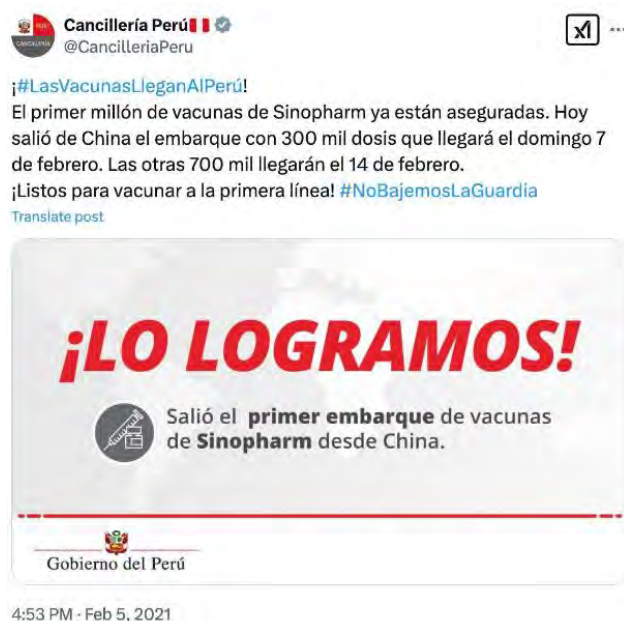 Cancillería Perú
@CancilleriaPeru
¡#LasVacunasLleganAlPerú!
El primer millón de vacunas de Sinopharm ya están aseguradas. Hoy
salió de China el embarque con 300 mil dosis que llegará el domingo 7
de febrero. Las otras 700 mil llegarán el 14 de febrero.
¡Listos para vacunar a la primera línea! #NoBajemosLaGuardia
Translate post
¡LO LOGRAMOS!
Salió el primer embarque de vacunas
de Sinopharm desde China.
Gobierno del Perú
4:53 PM · Feb 5, 2021